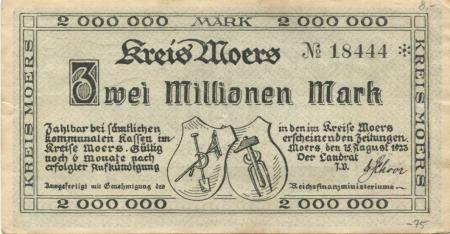 8.-
2 000 000 MARK 2 000 000
Kreis Moers № 18444 *
Zwei Millionen Mark
KREIS MOERS
KREIS MOERS
Zahlbar bei sämtlichen
kommunalen Kassen im
Kreise Moers. Gültig
noch 6 Monate nach
erfolgter Aufkündigung
in den im Kreise Moers
erscheinenden Zeitungen.
Moers, den 15. August 1923
Der Landrat
I.V.
Ausgefertigt mit Genehmigung des Reichsfinanzministeriums.
2 000 000 2 000 000
-75